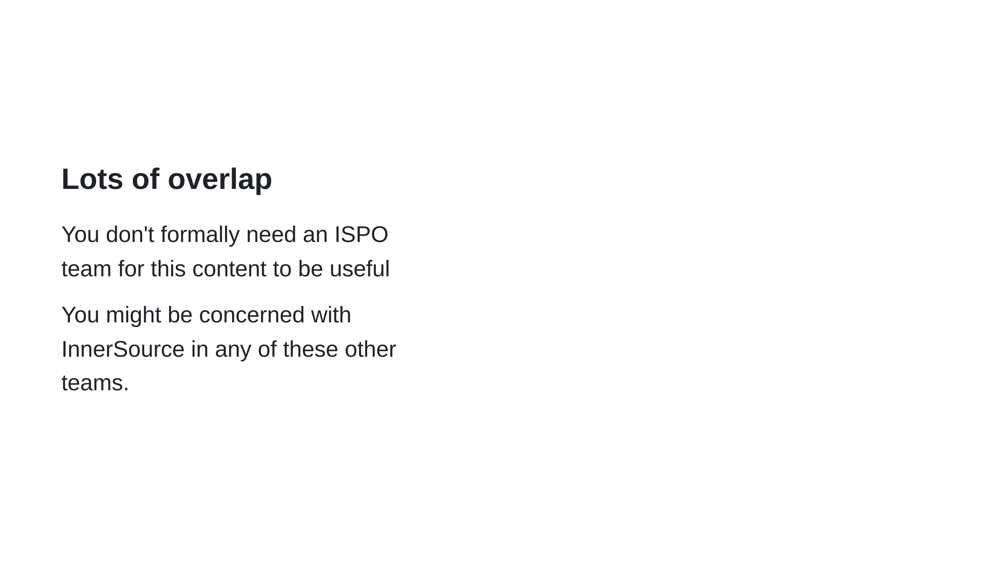 Lots of overlap
You don't formally need an ISPO
team for this content to be useful
You might be concerned with
InnerSource in any of these other
teams.